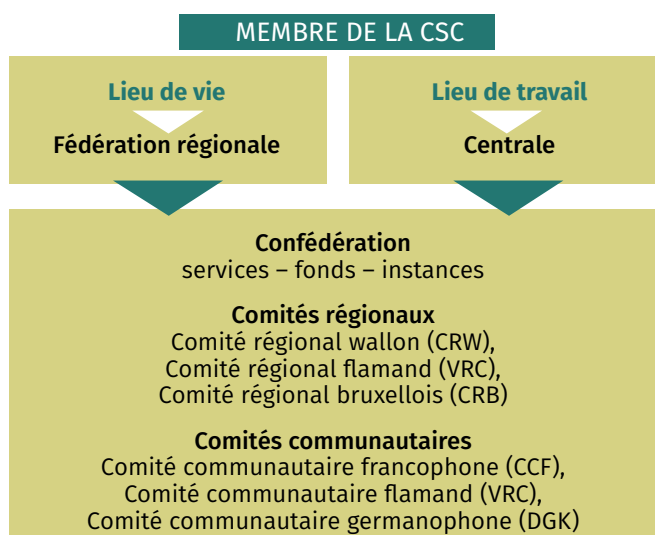 MEMBRE DE LA CSC
Lieu de vie
Fédération régionale
Lieu de travail
Centrale
Confédération
services – fonds – instances
Comités régionaux
Comité régional wallon (CRW),
Comité régional flamand (VRC),
Comité régional bruxellois (CRB)
Comités communautaires
Comité communautaire francophone (CCF),
Comité communautaire flamand (VRC),
Comité communautaire germanophone (DGK)